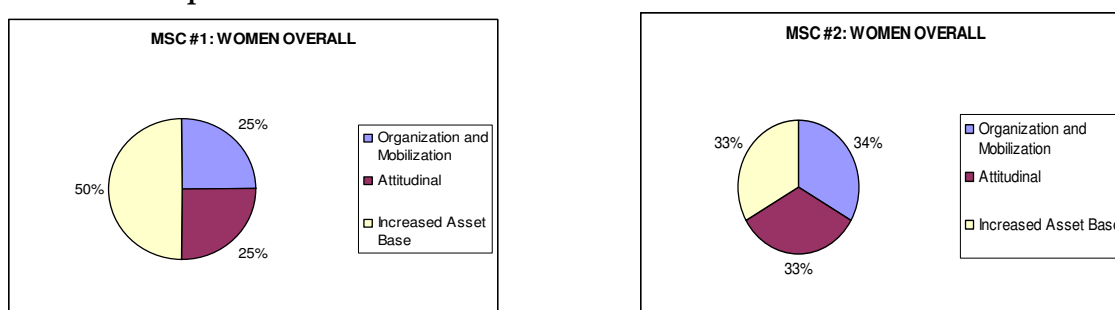 MSC #1: WOMEN OVERALL
25%
50%
25%
Organization and
Mobilization
Attitudinal
Increased Asset
Base
MSC #2: WOMEN OVERALL
33%
34%
33%
Organization and
Mobilization
Attitudinal
Increased Asset Base